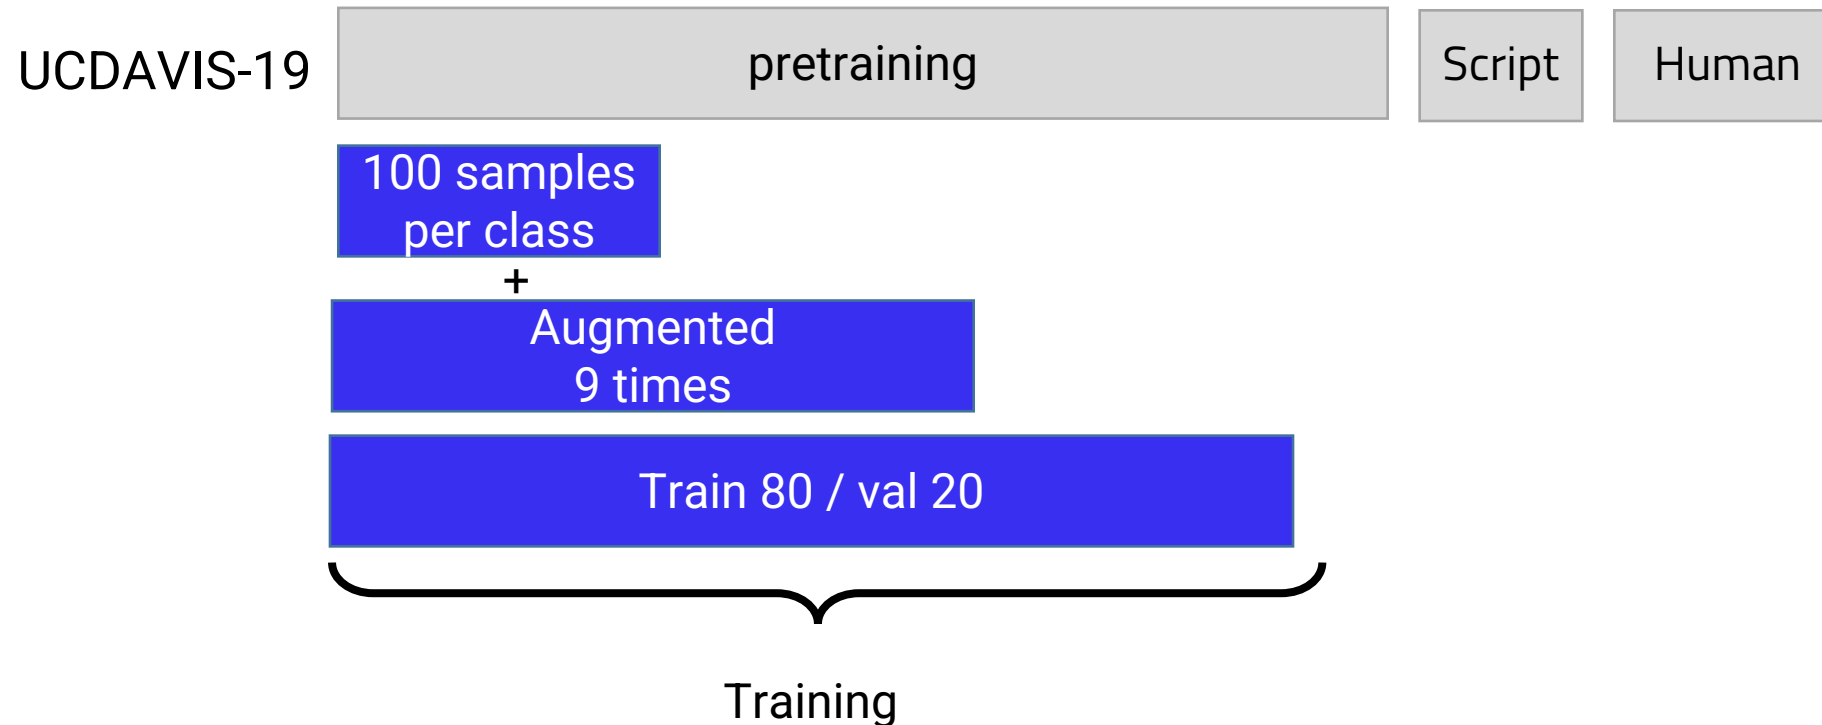 UCDAVIS-19
pretraining
Script
Human
100 samples
per class
+
Augmented
9 times
Train 80 / val 20
Training